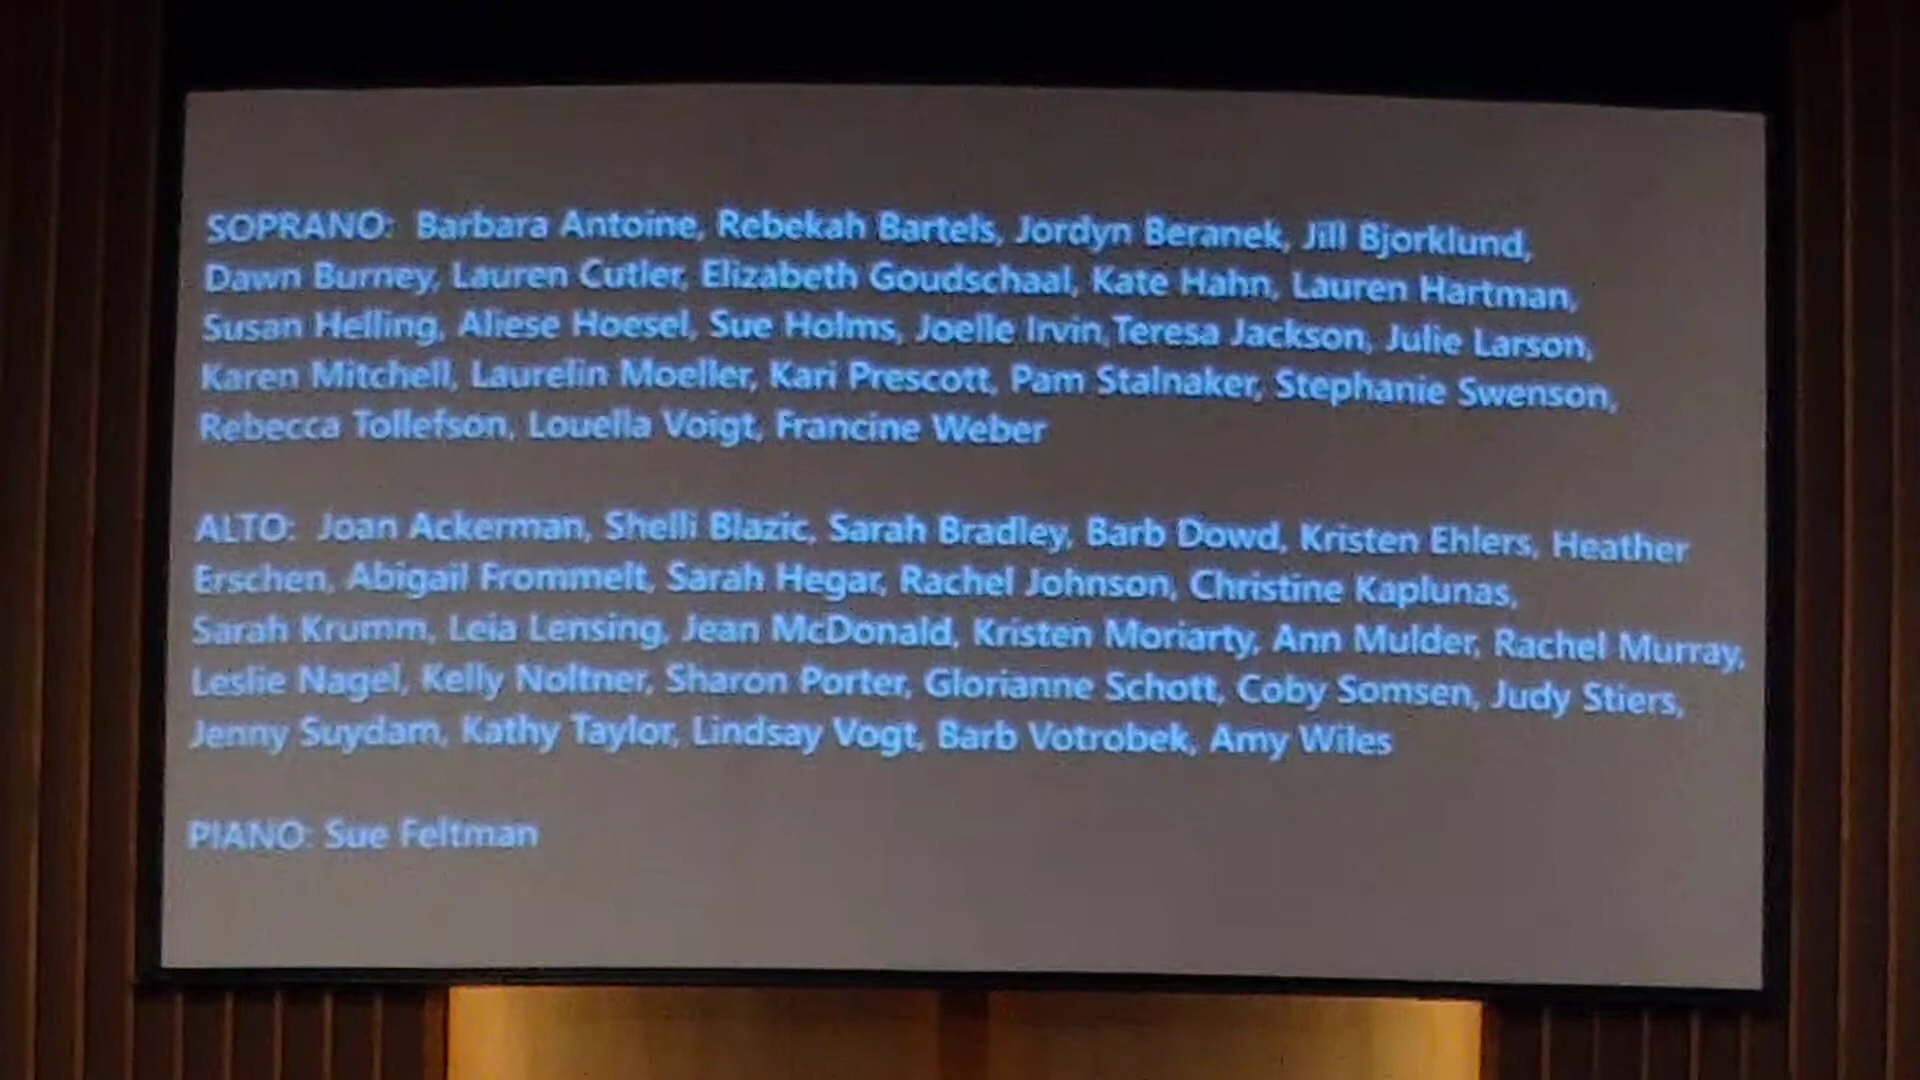 SOPRANO: Barbara Antoine, Rebekah Bartels, Jordyn Beranek, Jill Bjorklund,
Dawn Burney, Lauren Cutler, Elizabeth Goudschaal, Kate Hahn, Lauren Hartman,
Susan Helling, Aliese Hoesel, Sue Holms, Joelle Irvin, Teresa Jackson, Julie Larson,
Karen Mitchell, Laurelin Moeller, Kari Prescott, Pam Stalnaker, Stephanie Swenson,
Rebecca Tollefson, Louella Voigt, Francine Weber
ALTO: Joan Ackerman, Shelli Blazic, Sarah Bradley, Barb Dowd, Kristen Ehlers, Heather
Erschen, Abigail Frommelt, Sarah Hegar, Rachel Johnson, Christine Kaplunas,
Sarah Krumm, Leia Lensing, Jean McDonald, Kristen Moriarty, Ann Mulder, Rachel Murray,
Leslie Nagel, Kelly Noltner, Sharon Porter, Glorianne Schott, Coby Somsen, Judy Stiers,
Jenny Suydam, Kathy Taylor, Lindsay Vogt, Barb Votrobek, Amy Wiles
PIANO: Sue Feltman